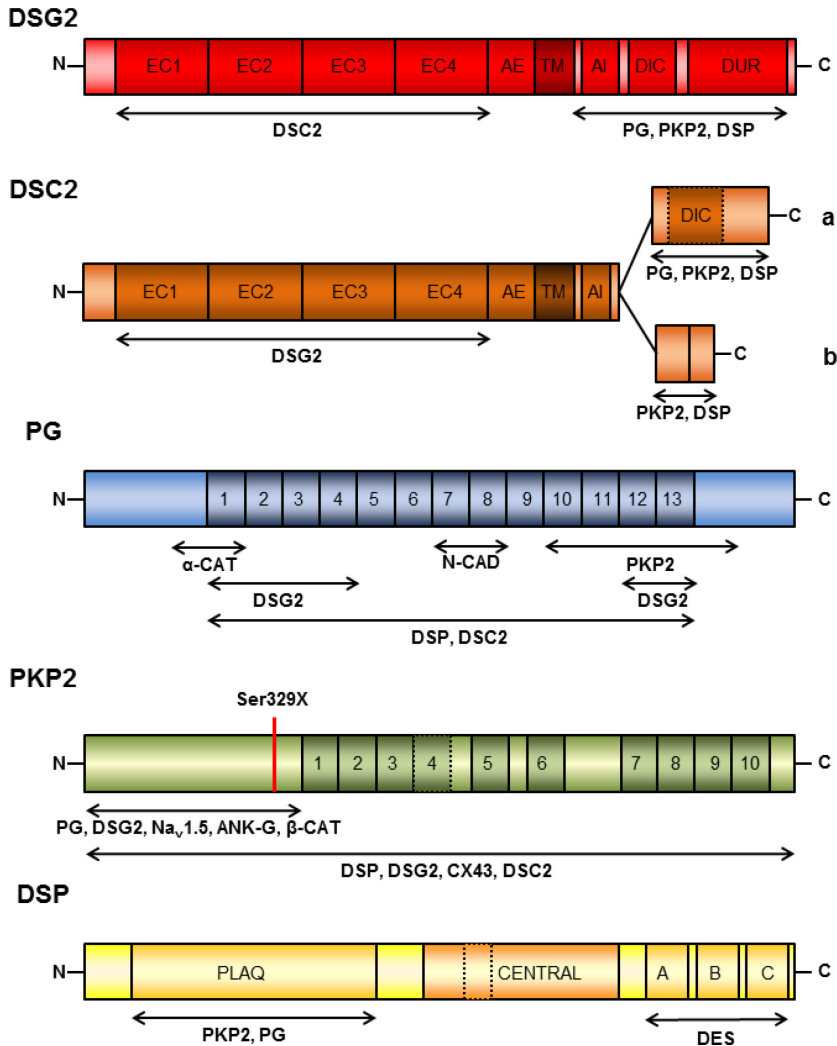 DSG2
N EC1 EC2 EC3 EC4 AE TM AI DIC DUR C
DSC2 PG, PKP2, DSP
DSC2
DIC C a
PG, PKP2, DSP
N EC1 EC2 EC3 EC4 AE TM AI
DSG2
C b
PKP2, DSP
PG
N 1 2 3 4 5 6 7 8 9 10 11 12 13 C
α-CAT N-CAD PKP2
DSG2 DSG2
DSP, DSC2
PKP2
Ser329X
N 1 2 3 4 5 6 7 8 9 10 C
PG, DSG2, Nav1.5, ANK-G, β-CAT
DSP, DSG2, CX43, DSC2
DSP
N PLAQ CENTRAL A B C C
PKP2, PG DES